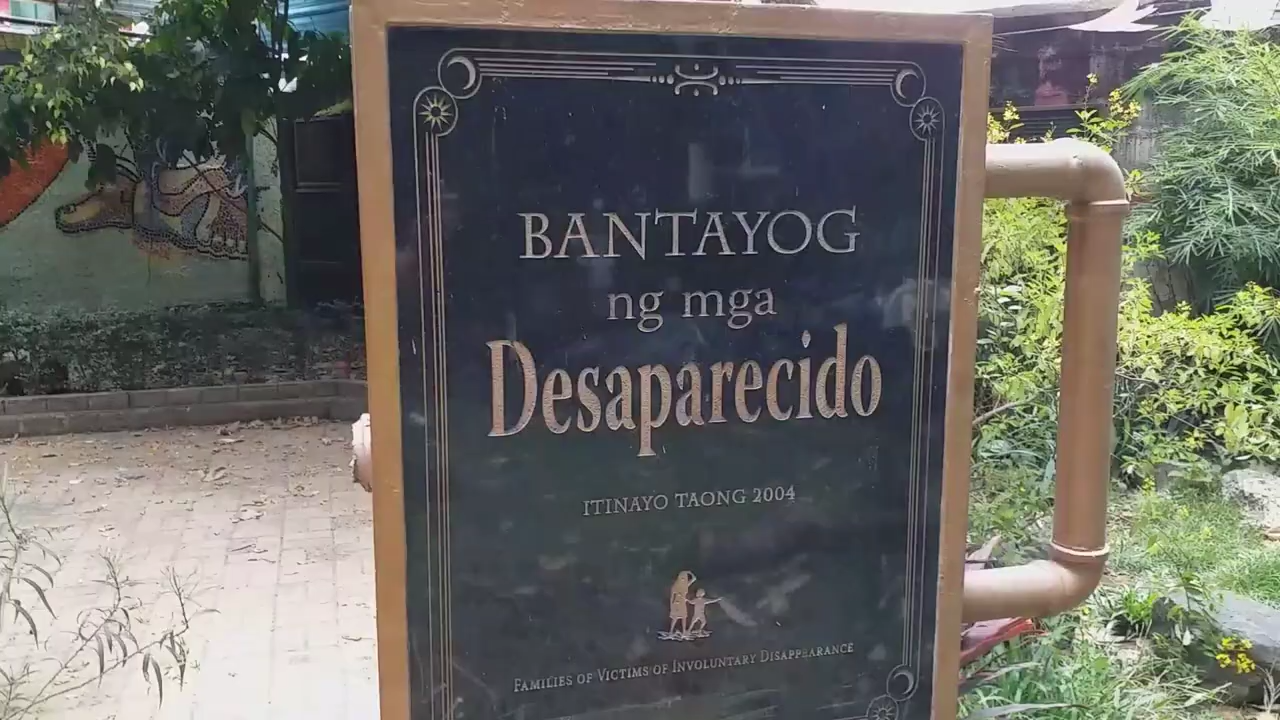 BANTAYOG
ng mga
Desaparecido
ITINAYO TAONG 2004
FAMILIES OF VICTIMS OF INVOLUNTARY DISAPPEARANCE